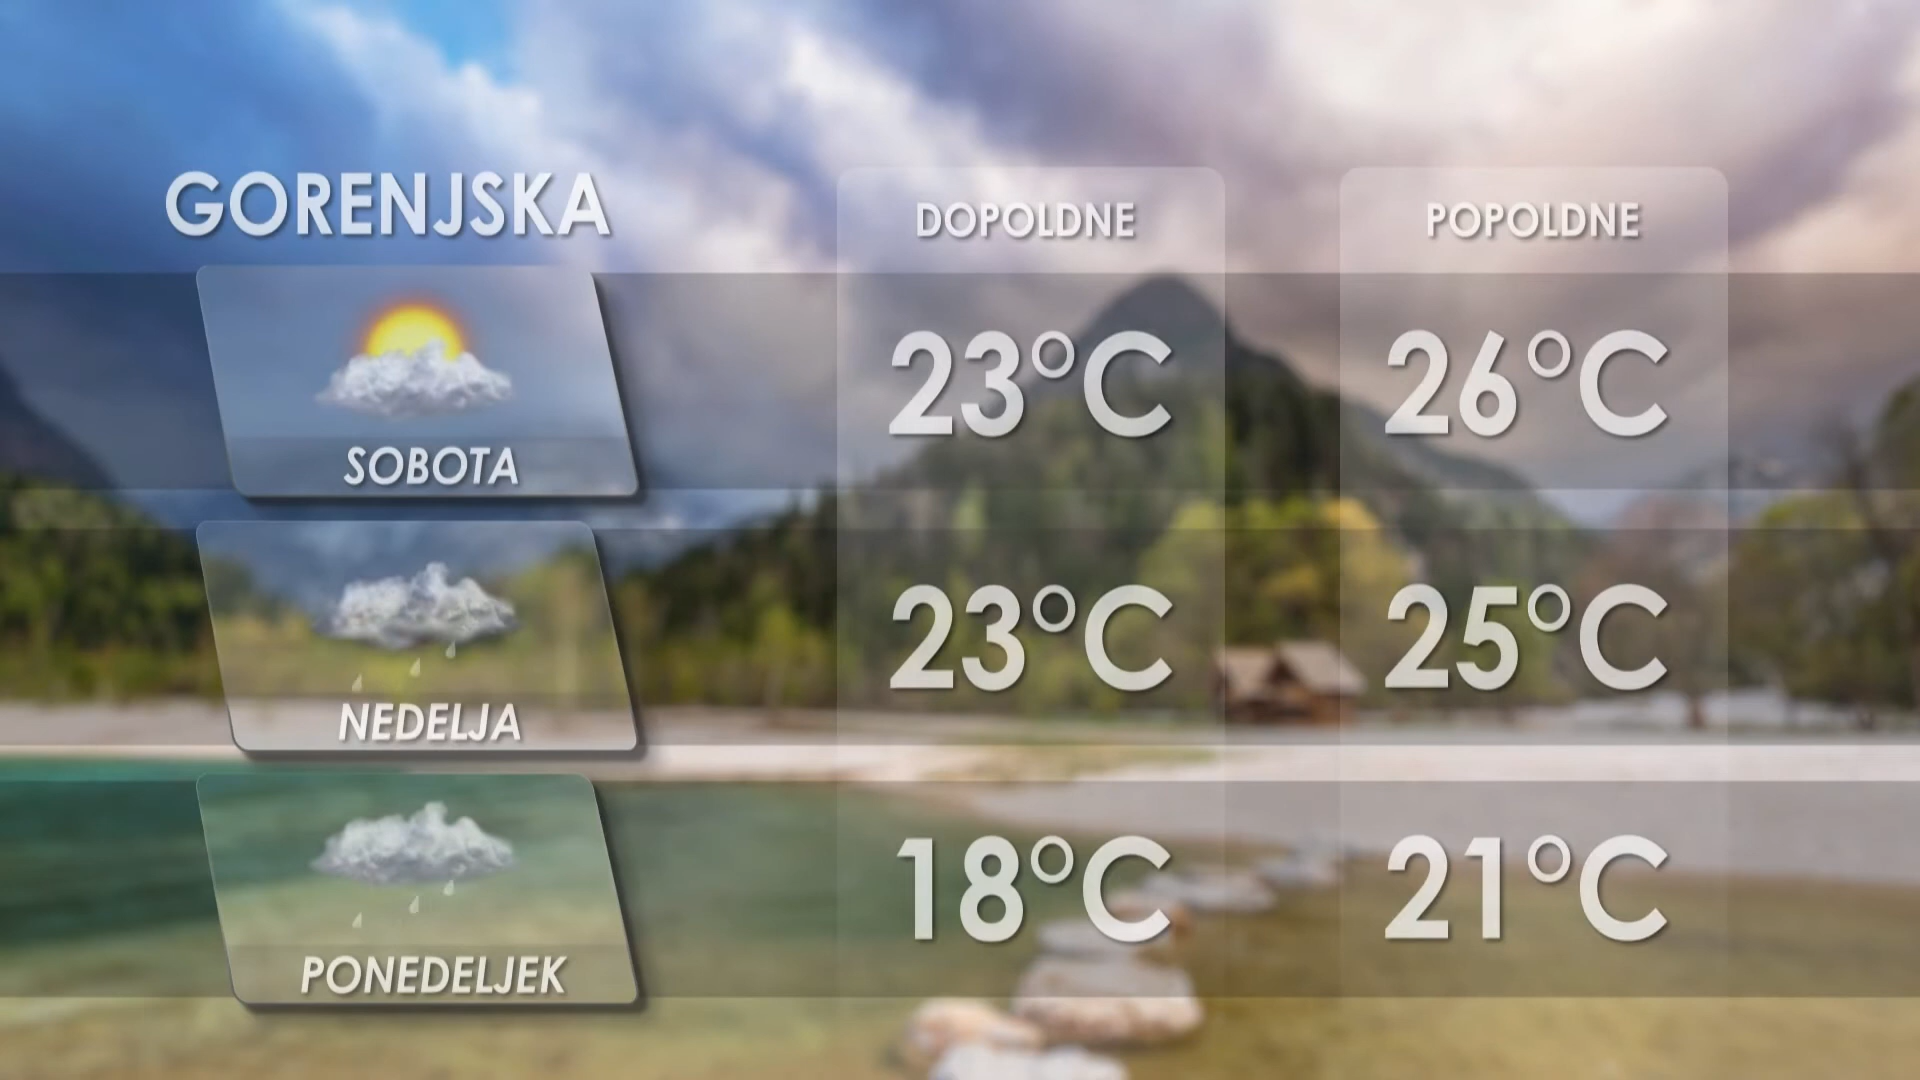 GORENJSKA
DOPOLDNE
POPOLDNE
SOBOTA
23°C
26°C
NEDELJA
23°C
25°C
PONEDELJEK
18°C
21°C